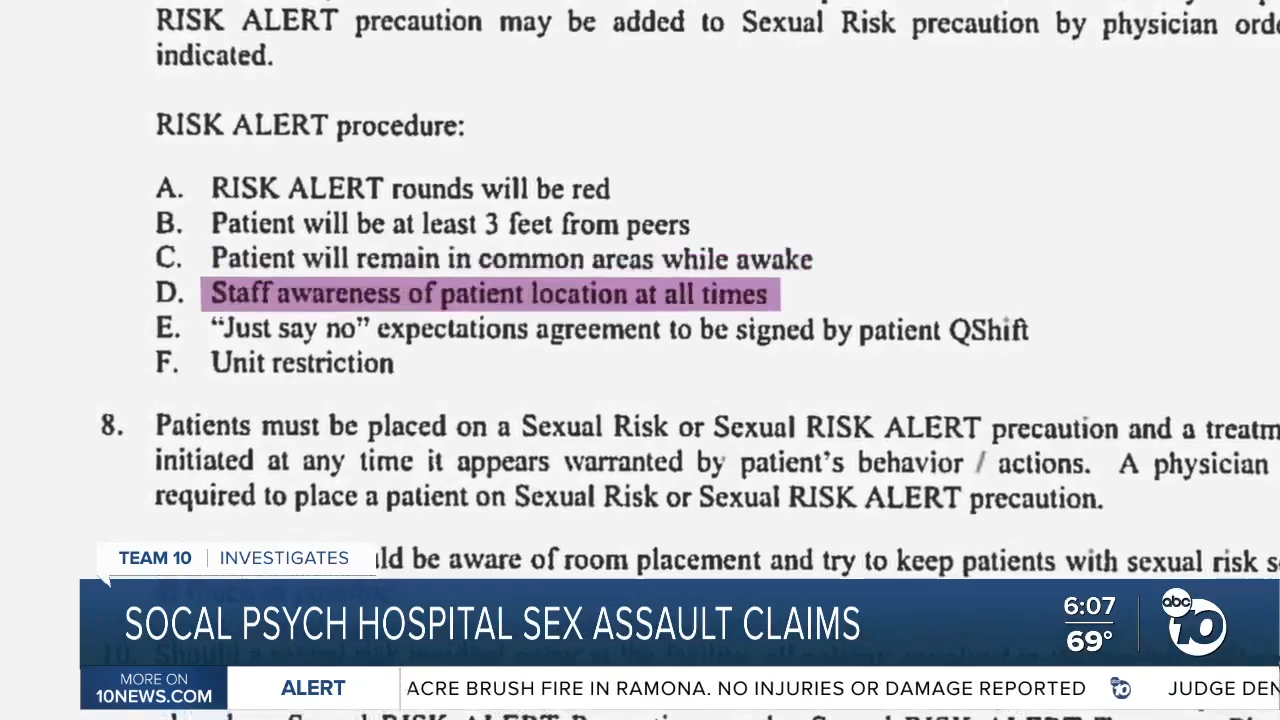 RISK ALERT precaution may be added to Sexual Risk precaution by physician
indicated.
RISK ALERT procedure:
A. RISK ALERT rounds will be red
B. Patient will be at least 3 feet from peers
C. Patient will remain in common areas while awake
D. Staff awareness of patient location at all times
E. “Just say no” expectations agreement to be signed by patient QShift
F. Unit restriction
8. Patients must be placed on a Sexual Risk or Sexual RISK ALERT precaution and a
initiated at any time it appears warranted by patient's behavior / actions. A physician
required to place a patient on Sexual Risk or Sexual RISK ALERT precaution.
be aware of room placement and try to keep patients with sexual risk
TEAM 10 | INVESTIGATES
SOCAL PSYCH HOSPITAL SEX ASSAULT CLAIMS
6:07
69°
abc 10
MORE ON
10NEWS.COM
ALERT
ACRE BRUSH FIRE IN RAMONA. NO INJURIES OR DAMAGE REPORTED
JUDGE